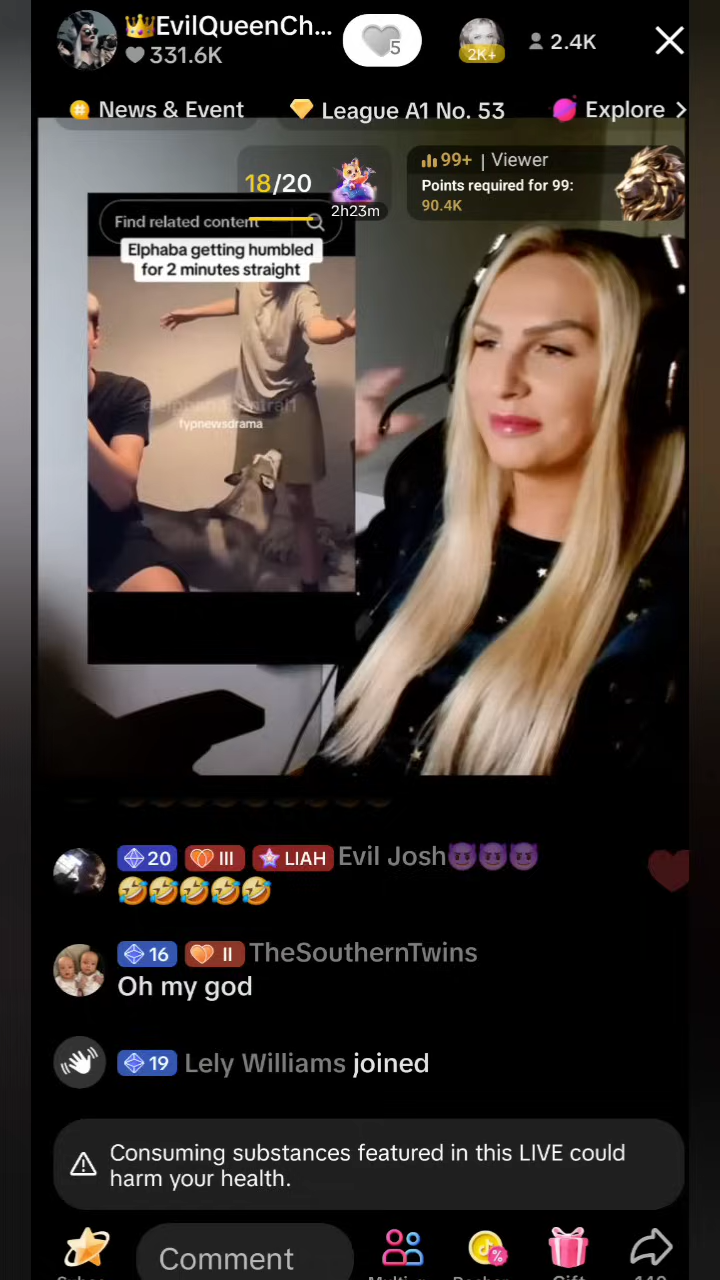 👑EvilQueenCh...
331.6K
5
2K+
2.4K
News & Event
League A1 No. 53
Explore
18/20
2h23m
99+ | Viewer
Points required for 99:
90.4K
Find related content
Elphaba getting humbled
for 2 minutes straight
fypnewsdrama
20 III LIAH Evil Josh😈😈😈
🤣🤣🤣🤣🤣
16 II TheSouthernTwins
Oh my god
19 Lely Williams joined
Consuming substances featured in this LIVE could
harm your health.
Comment